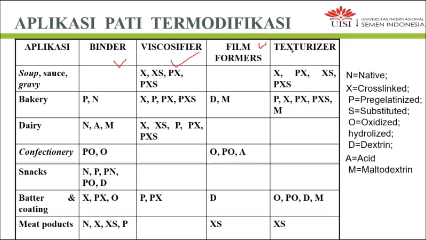 APLIKASI PATI TERMODIFIKASI
UISI
UNIVERSITAS INTERNASIONAL
SEMEN INDONESIA
APLIKASI BINDER VISCOSIFIER FILM FORMERS TEXTURIZER
Soup, sauce, gravy X, XS, PX, PXS X, PX, XS, PXS
Bakery P, N X, P, PX, PXS D, M P, X, PX, PXS, M
Dairy N, A, M X, XS, P, PX, PXS
Confectionery PO, O O, PO, A
Snacks N, P, PN, PO, D
Batter & coating X, PX, O P, PX D O, PO, D, M
Meat poducts N, X, XS, P XS XS
N=Native;
X=Crosslinked;
P=Pregelatinized;
S=Substituted;
O=Oxidized;
hydrolized;
D=Dextrin;
A=Acid
M=Maltodextrin